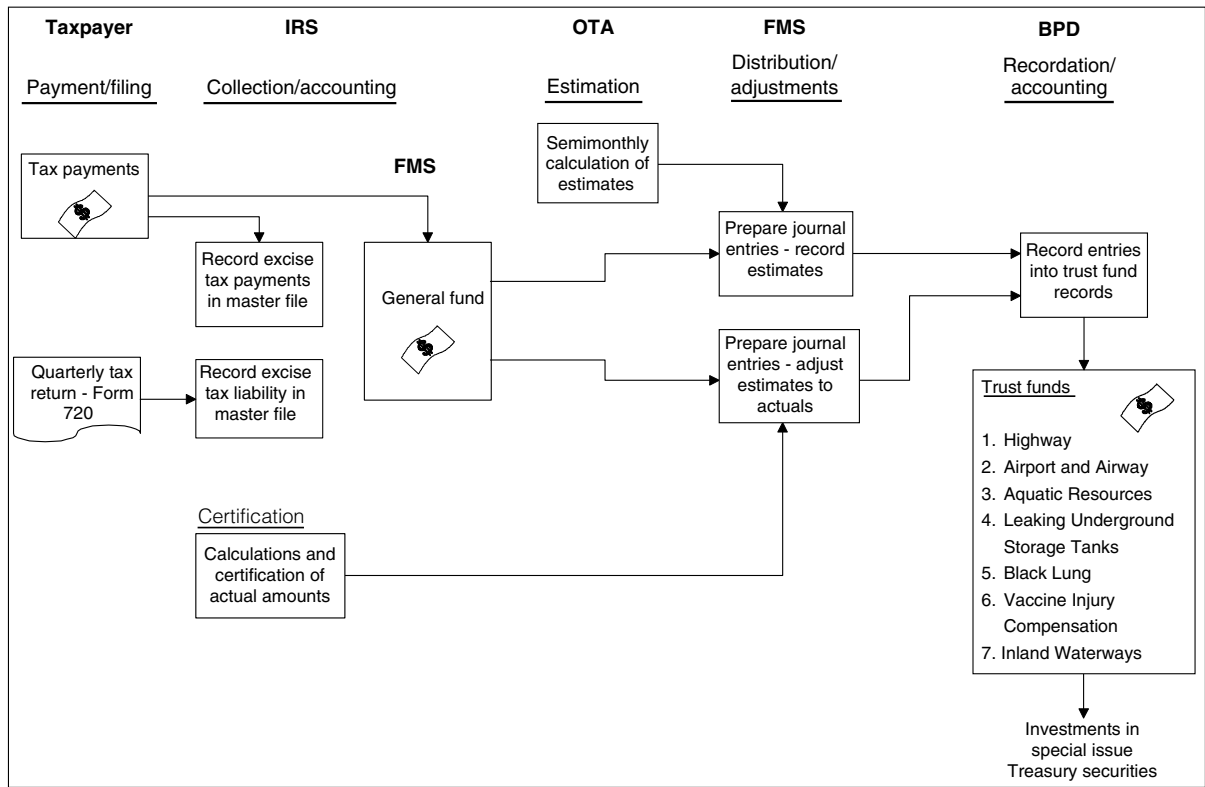 Taxpayer
IRS
OTA
FMS
BPD
Payment/filing
Collection/accounting
Estimation
Distribution/
adjustments
Recordation/
accounting
Tax payments
$
FMS
Semimonthly
calculation of
estimates
Record excise
tax payments
in master file
General fund
$
Prepare journal
entries - record
estimates
Record entries
into trust fund
records
Quarterly tax
return - Form
720
Record excise
tax liability in
master file
Prepare journal
entries - adjust
estimates to
actuals
Trust funds
$
1. Highway
2. Airport and Airway
3. Aquatic Resources
4. Leaking Underground
Storage Tanks
5. Black Lung
6. Vaccine Injury
Compensation
7. Inland Waterways
Certification
Calculations and
certification of
actual amounts
Investments in
special issue
Treasury securities